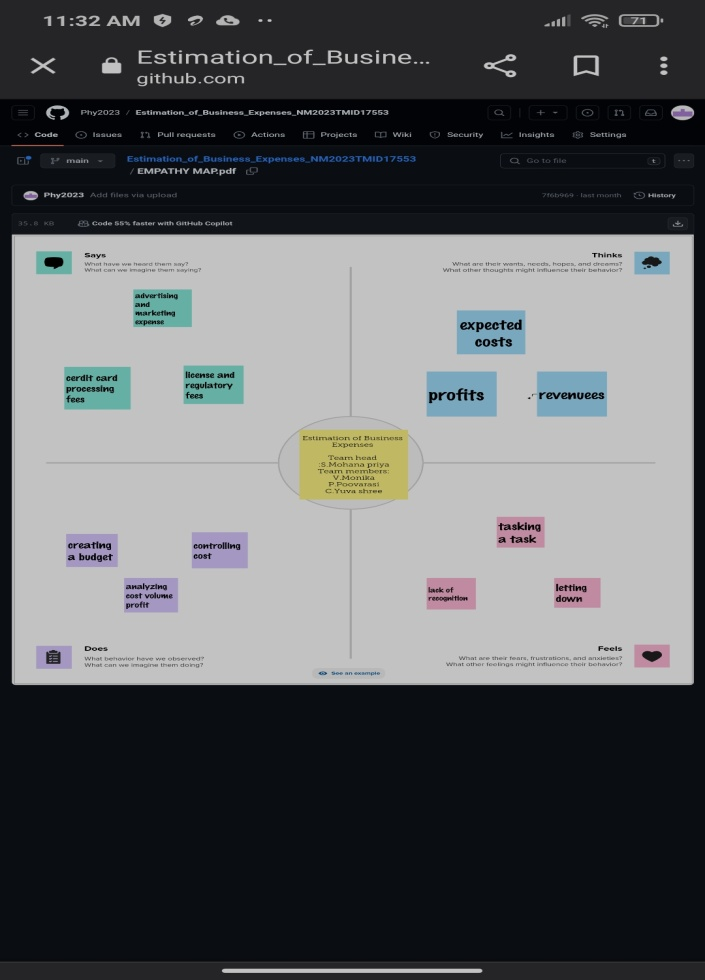 11:32 AM
71
Estimation_of_Busine...
github.com
Phy2023 / Estimation_of_Business_Expenses_NM2023TMID17553
Code Issues Pull requests Actions Projects Wiki Security Insights Settings
main
Estimation_of_Business_Expenses_NM2023TMID17553
/ EMPATHY MAP.pdf
Go to file t
Phy2023 Add files via upload
7f6b969 · last month History
35.8 KB Code 55% faster with GitHub Copilot
Says
What have we heard them say?
What can we imagine them saying?
advertising
and
marketing
expense
cerdit card
processing
fees
license and
regulatory
fees
Thinks
What are their wants, needs, hopes, and dreams?
What other thoughts might influence their behavior?
expected
costs
profits
revenuees
Estimation of Business
Expenses
Team head
:S.Mohana priya
Team members:
V.Monika
P.Poovarasi
C.Yuva shree
creating
a budget
controlling
cost
analyzing
cost volume
profit
Does
What behavior have we observed?
What can we imagine them doing?
tasking
a task
lack of
recognition
letting
down
Feels
What are their fears, frustrations, and anxieties?
What other feelings might influence their behavior?
See an example